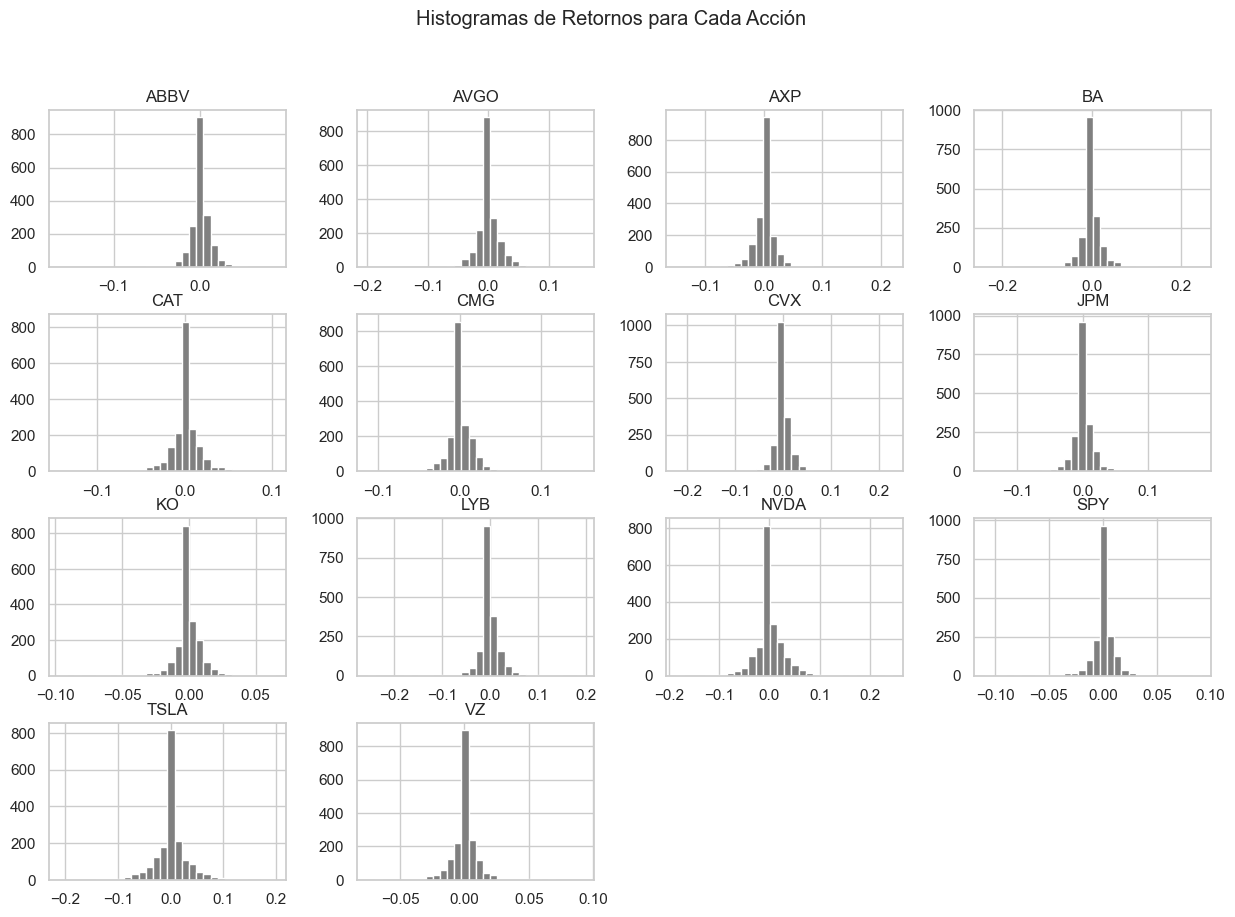 Histogramas de Retornos para Cada Acción
ABBV
800
600
400
200
0
−0.1 0.0
AVGO
800
600
400
200
0
−0.2 −0.1 0.0 0.1
AXP
800
600
400
200
0
−0.1 0.0 0.1 0.2
BA
1000
750
500
250
0
−0.2 0.0 0.2
CAT
800
600
400
200
0
−0.1 0.0 0.1
CMG
800
600
400
200
0
−0.1 0.0 0.1
CVX
1000
750
500
250
0
−0.2 −0.1 0.0 0.1 0.2
JPM
1000
750
500
250
0
−0.1 0.0 0.1
KO
800
600
400
200
0
−0.10 −0.05 0.00 0.05
LYB
1000
750
500
250
0
−0.2 −0.1 0.0 0.1 0.2
NVDA
800
600
400
200
0
−0.2 −0.1 0.0 0.1 0.2
SPY
1000
750
500
250
0
−0.10 −0.05 0.00 0.05 0.10
TSLA
800
600
400
200
0
−0.2 −0.1 0.0 0.1 0.2
VZ
800
600
400
200
0
−0.05 0.00 0.05 0.10